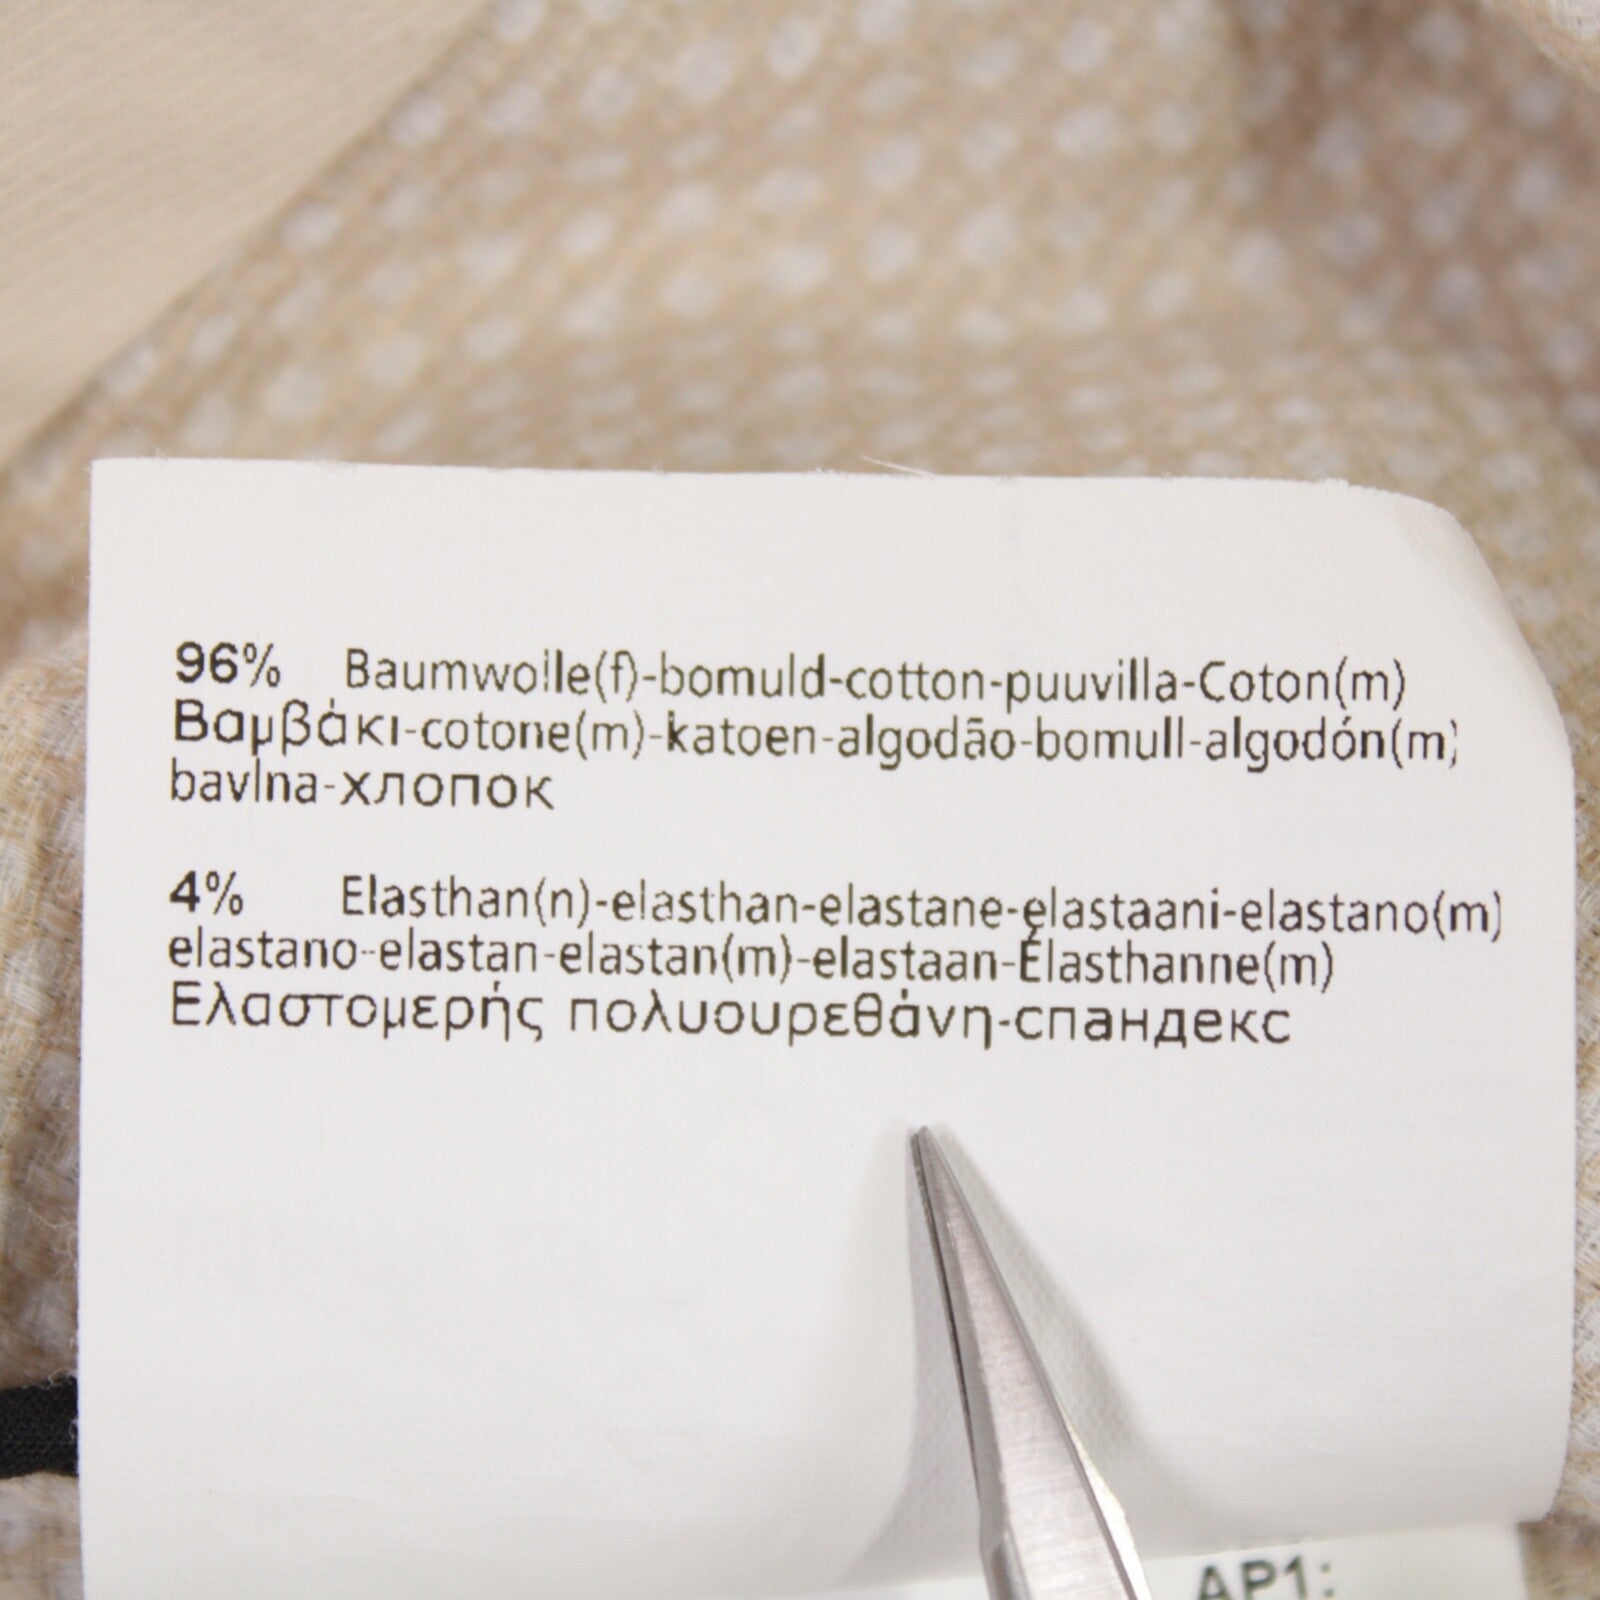 96% Baumwolle(f)-bomuld-cotton-puuvilla-Coton(m)
Βαμβάκι-cotone(m)-katoen-algodão-bomull-algodón(m)
bavlna-хлопок
4% Elasthan(n)-elasthan-elastane-elastaani-elastano(m)
elastano-elastan-elastan(m)-elastaan-Élasthanne(m)
Ελαστομερής πολυουρεθάνη-спандекс
AP1: